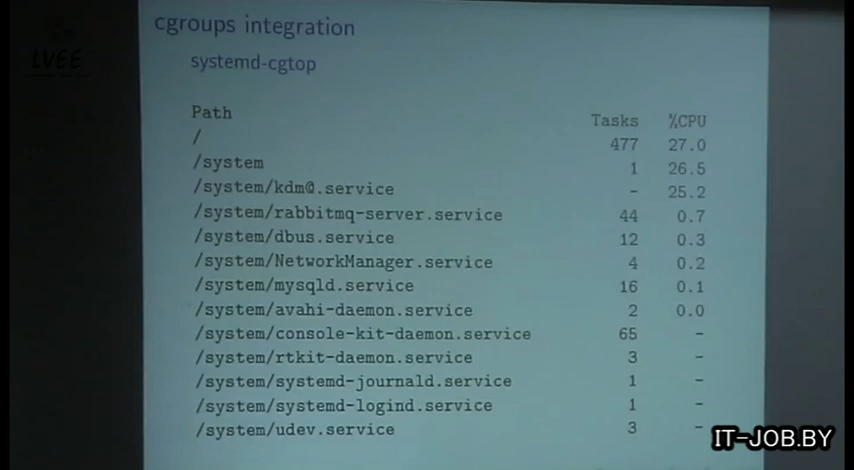 LVEE
cgroups integration
systemd-cgtop
Path Tasks %CPU
/ 477 27.0
/system 1 26.5
/system/kdm@.service - 25.2
/system/rabbitmq-server.service 44 0.7
/system/dbus.service 12 0.3
/system/NetworkManager.service 4 0.2
/system/mysqld.service 16 0.1
/system/avahi-daemon.service 2 0.0
/system/console-kit-daemon.service 65 -
/system/rtkit-daemon.service 3 -
/system/systemd-journald.service 1 -
/system/systemd-logind.service 1 -
/system/udev.service 3 -
IT-JOB.BY